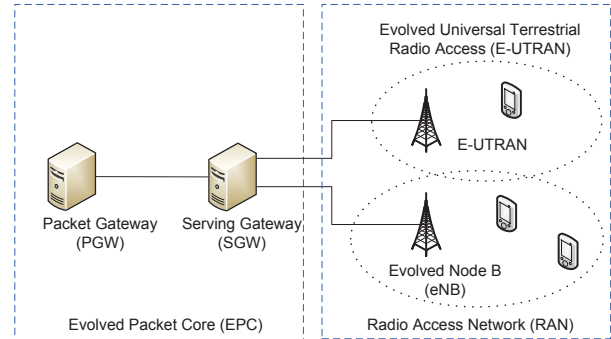 Evolved Universal Terrestrial
Radio Access (E-UTRAN)
E-UTRAN
Packet Gateway
(PGW)
Serving Gateway
(SGW)
Evolved Node B
(eNB)
Evolved Packet Core (EPC)
Radio Access Network (RAN)